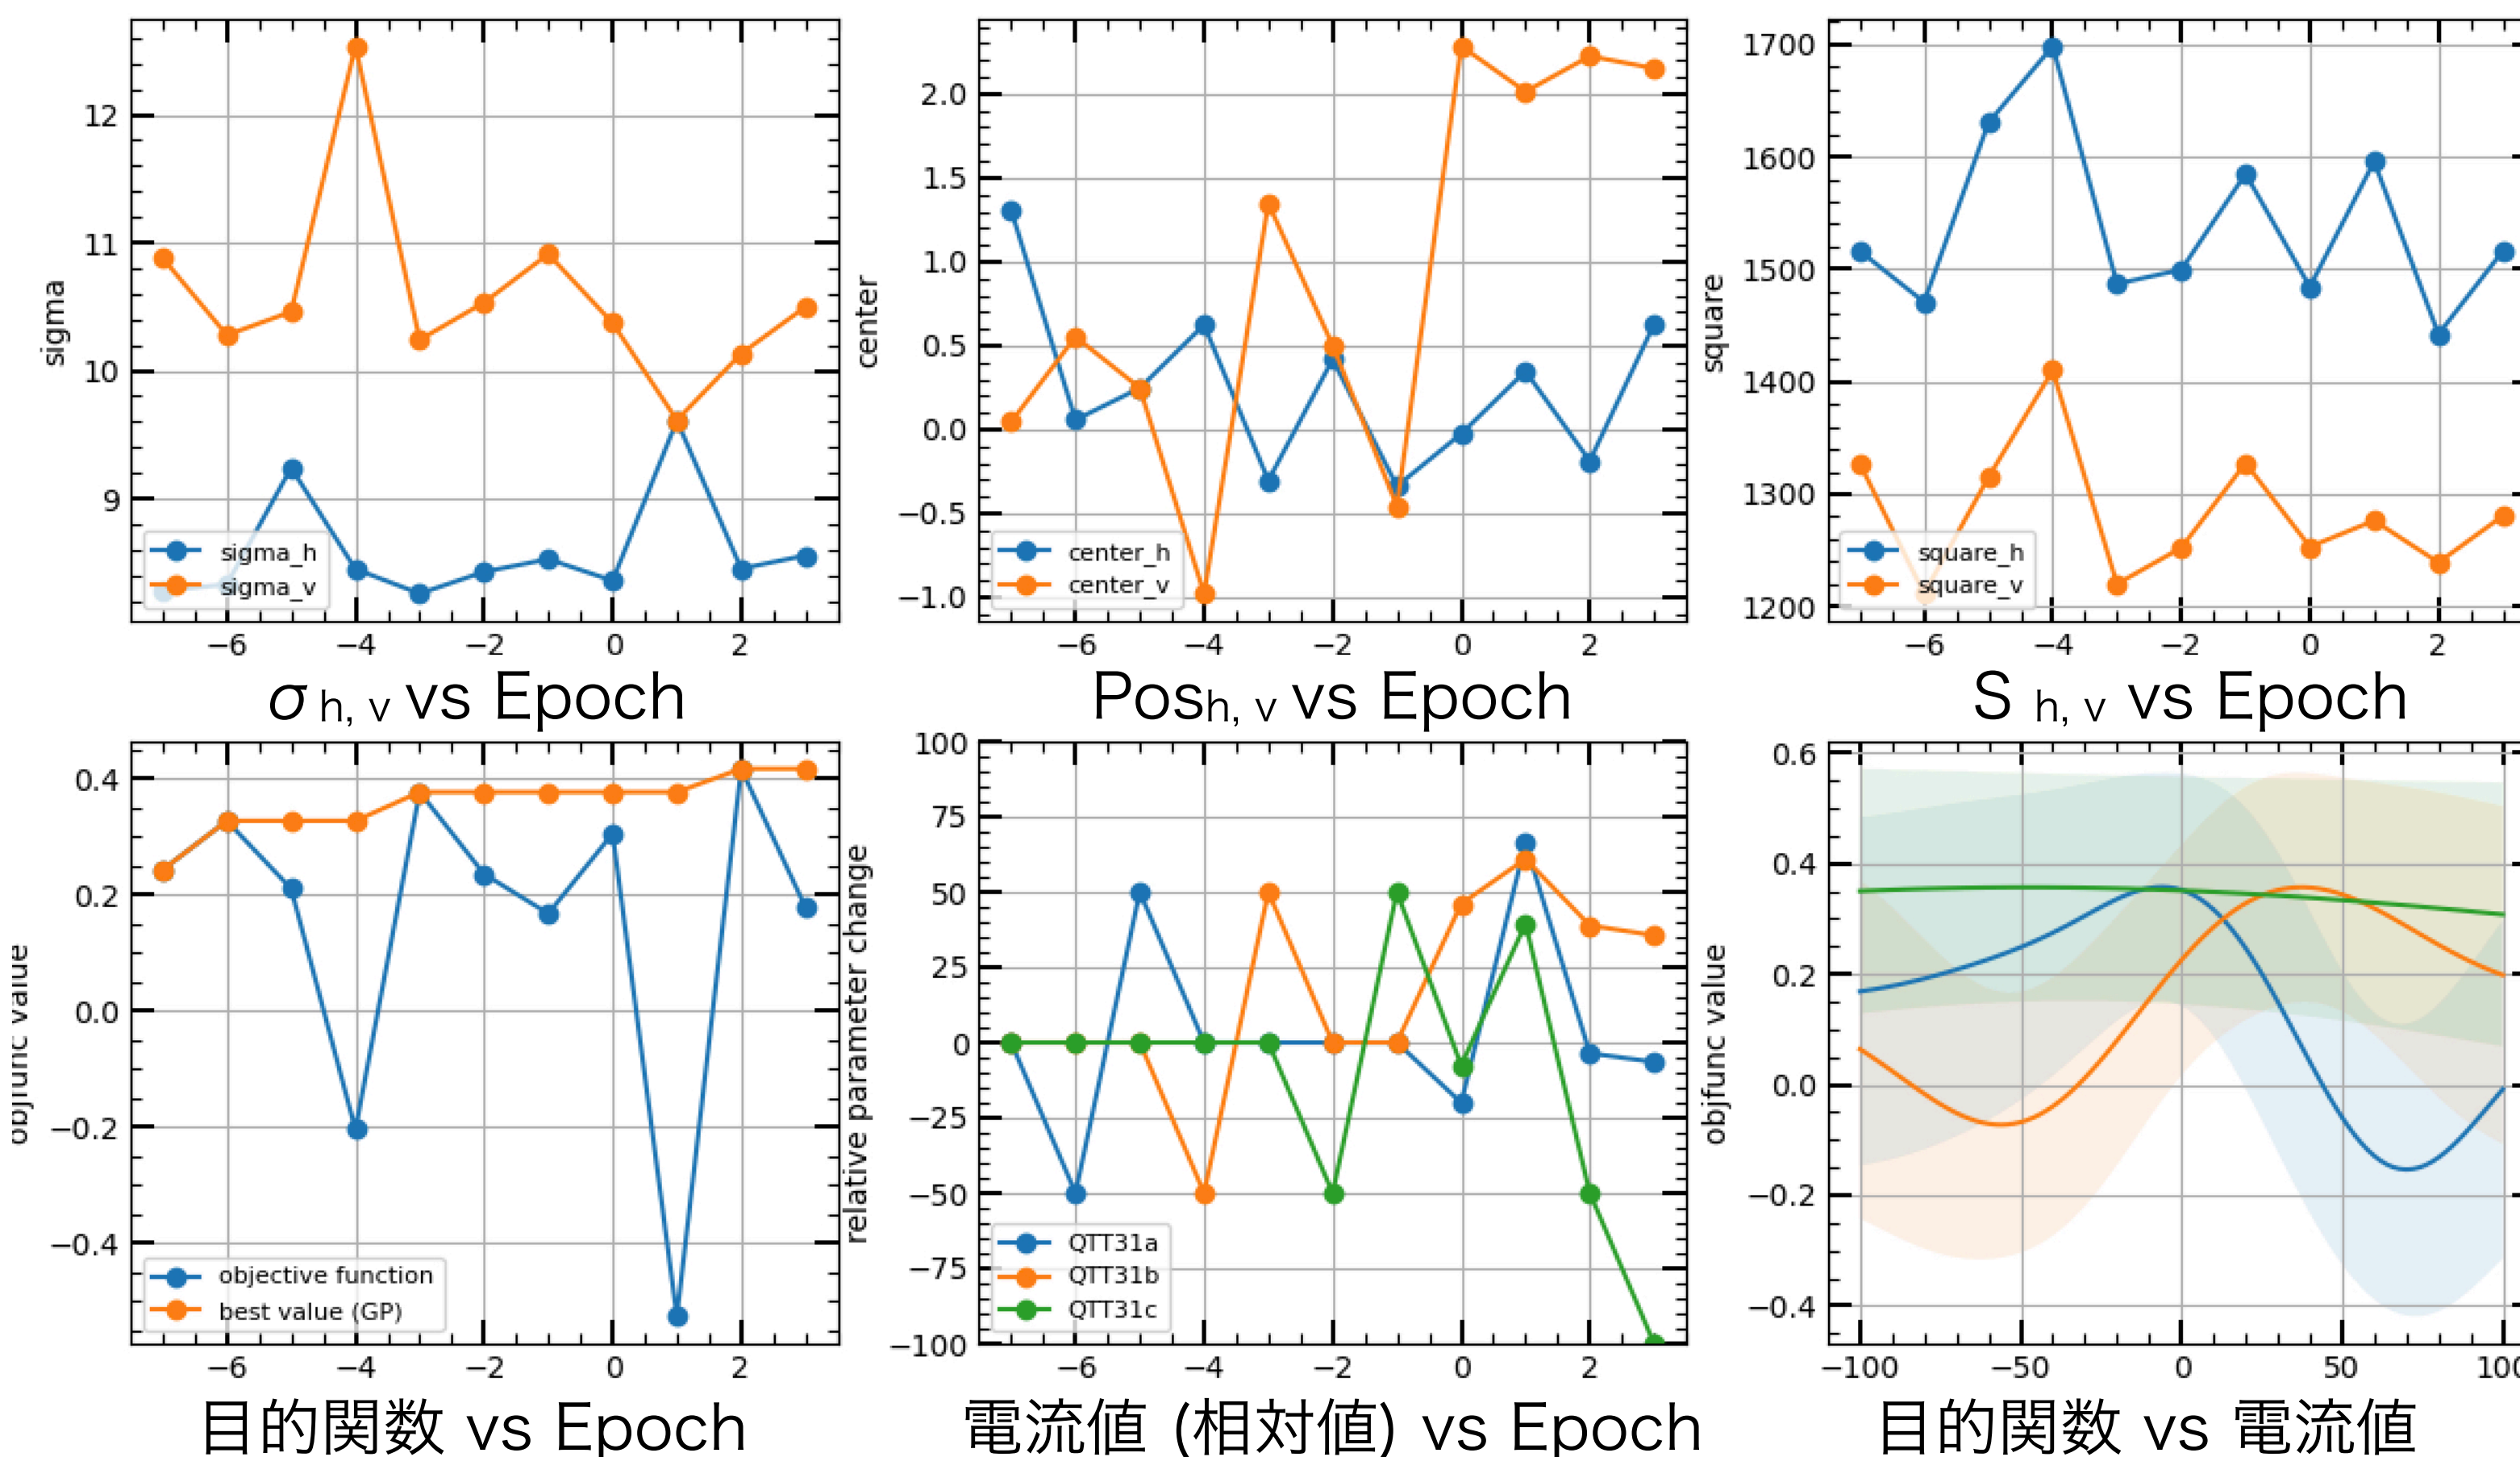 12
11
10
9
sigma
sigma_h
sigma_v
−6 −4 −2 0 2
σ h, v vs Epoch
2.0
1.5
1.0
0.5
0.0
−0.5
−1.0
center
center_h
center_v
−6 −4 −2 0 2
Posh, v vs Epoch
1700
1600
1500
1400
1300
1200
square
square_h
square_v
−6 −4 −2 0 2
S h, v vs Epoch
0.4
0.2
0.0
−0.2
−0.4
objfunc value
objective function
best value (GP)
−6 −4 −2 0 2
目的関数 vs Epoch
100
75
50
25
0
−25
−50
−75
−100
relative parameter change
QTT31a
QTT31b
QTT31c
−6 −4 −2 0 2
電流値 (相対値) vs Epoch
0.6
0.4
0.2
0.0
−0.2
−0.4
objfunc value
−100 −50 0 50 100
目的関数 vs 電流値